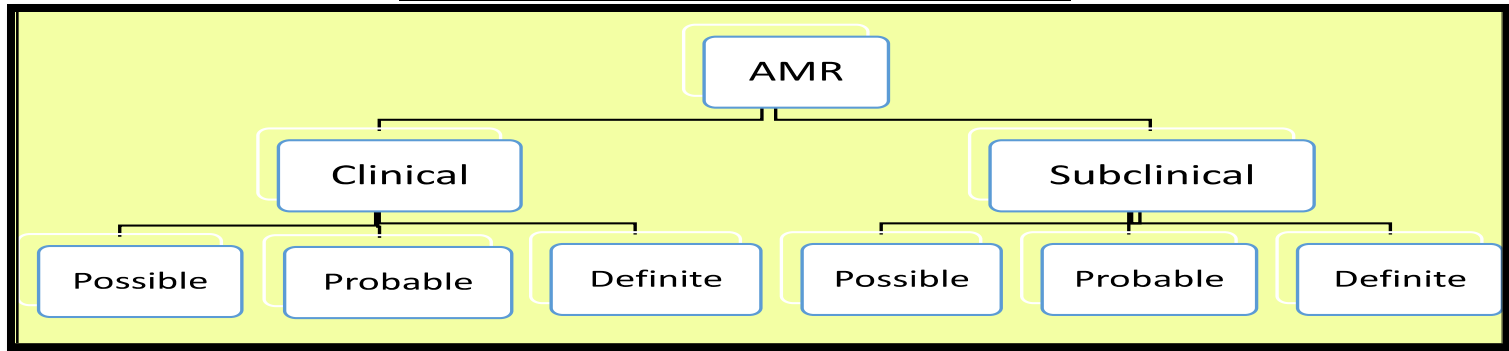 AMR
Clinical
Subclinical
Possible
Probable
Definite
Possible
Probable
Definite